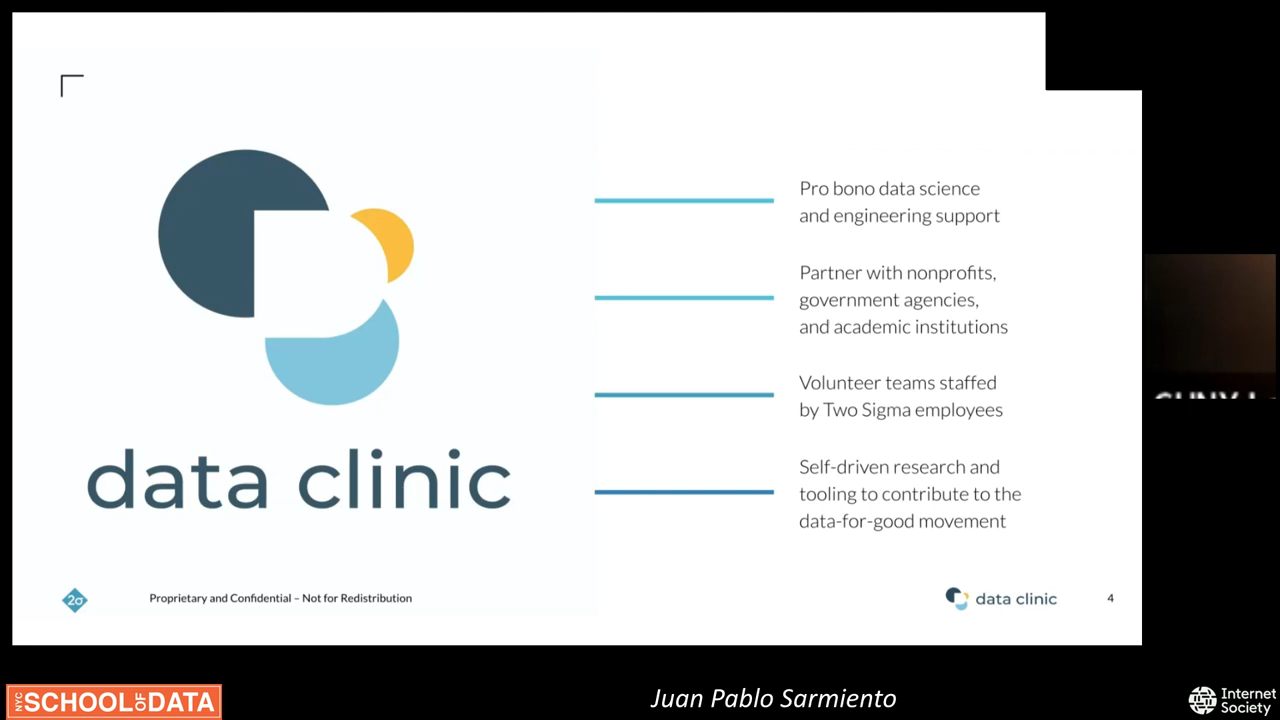 data clinic
Pro bono data science
and engineering support
Partner with nonprofits,
government agencies,
and academic institutions
Volunteer teams staffed
by Two Sigma employees
Self-driven research and
tooling to contribute to the
data-for-good movement
2σ
Proprietary and Confidential – Not for Redistribution
data clinic
4
NYC SCHOOL OF DATA
Juan Pablo Sarmiento
Internet
Society